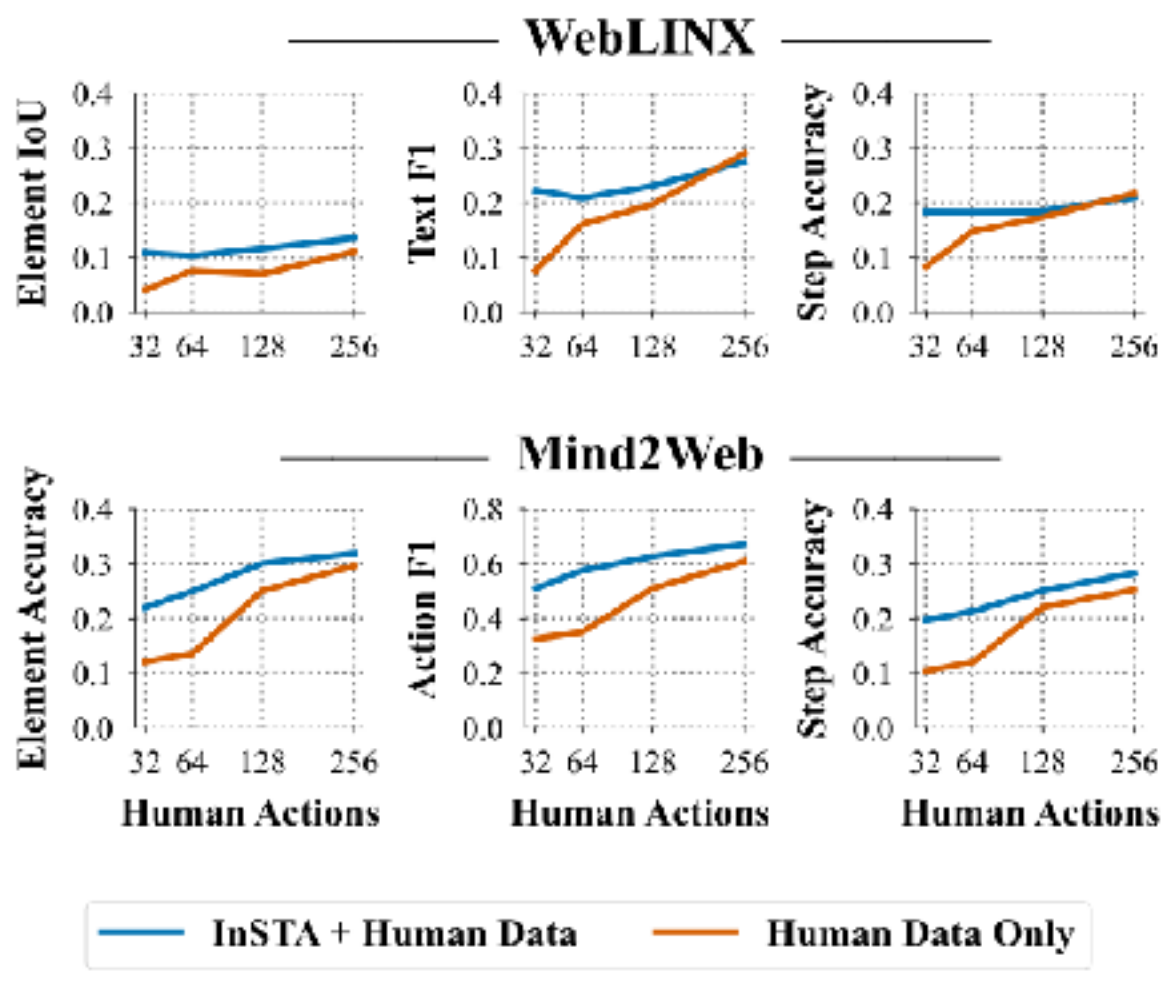 WebLINX
Element IoU
0.4
0.3
0.2
0.1
0.0
32 64 128 256
Text F1
0.4
0.3
0.2
0.1
0.0
32 64 128 256
Step Accuracy
0.4
0.3
0.2
0.1
0.0
32 64 128 256
Mind2Web
Element Accuracy
0.4
0.3
0.2
0.1
0.0
32 64 128 256
Human Actions
Action F1
0.8
0.6
0.4
0.2
0.0
32 64 128 256
Human Actions
Step Accuracy
0.4
0.3
0.2
0.1
0.0
32 64 128 256
Human Actions
InSTA + Human Data
Human Data Only